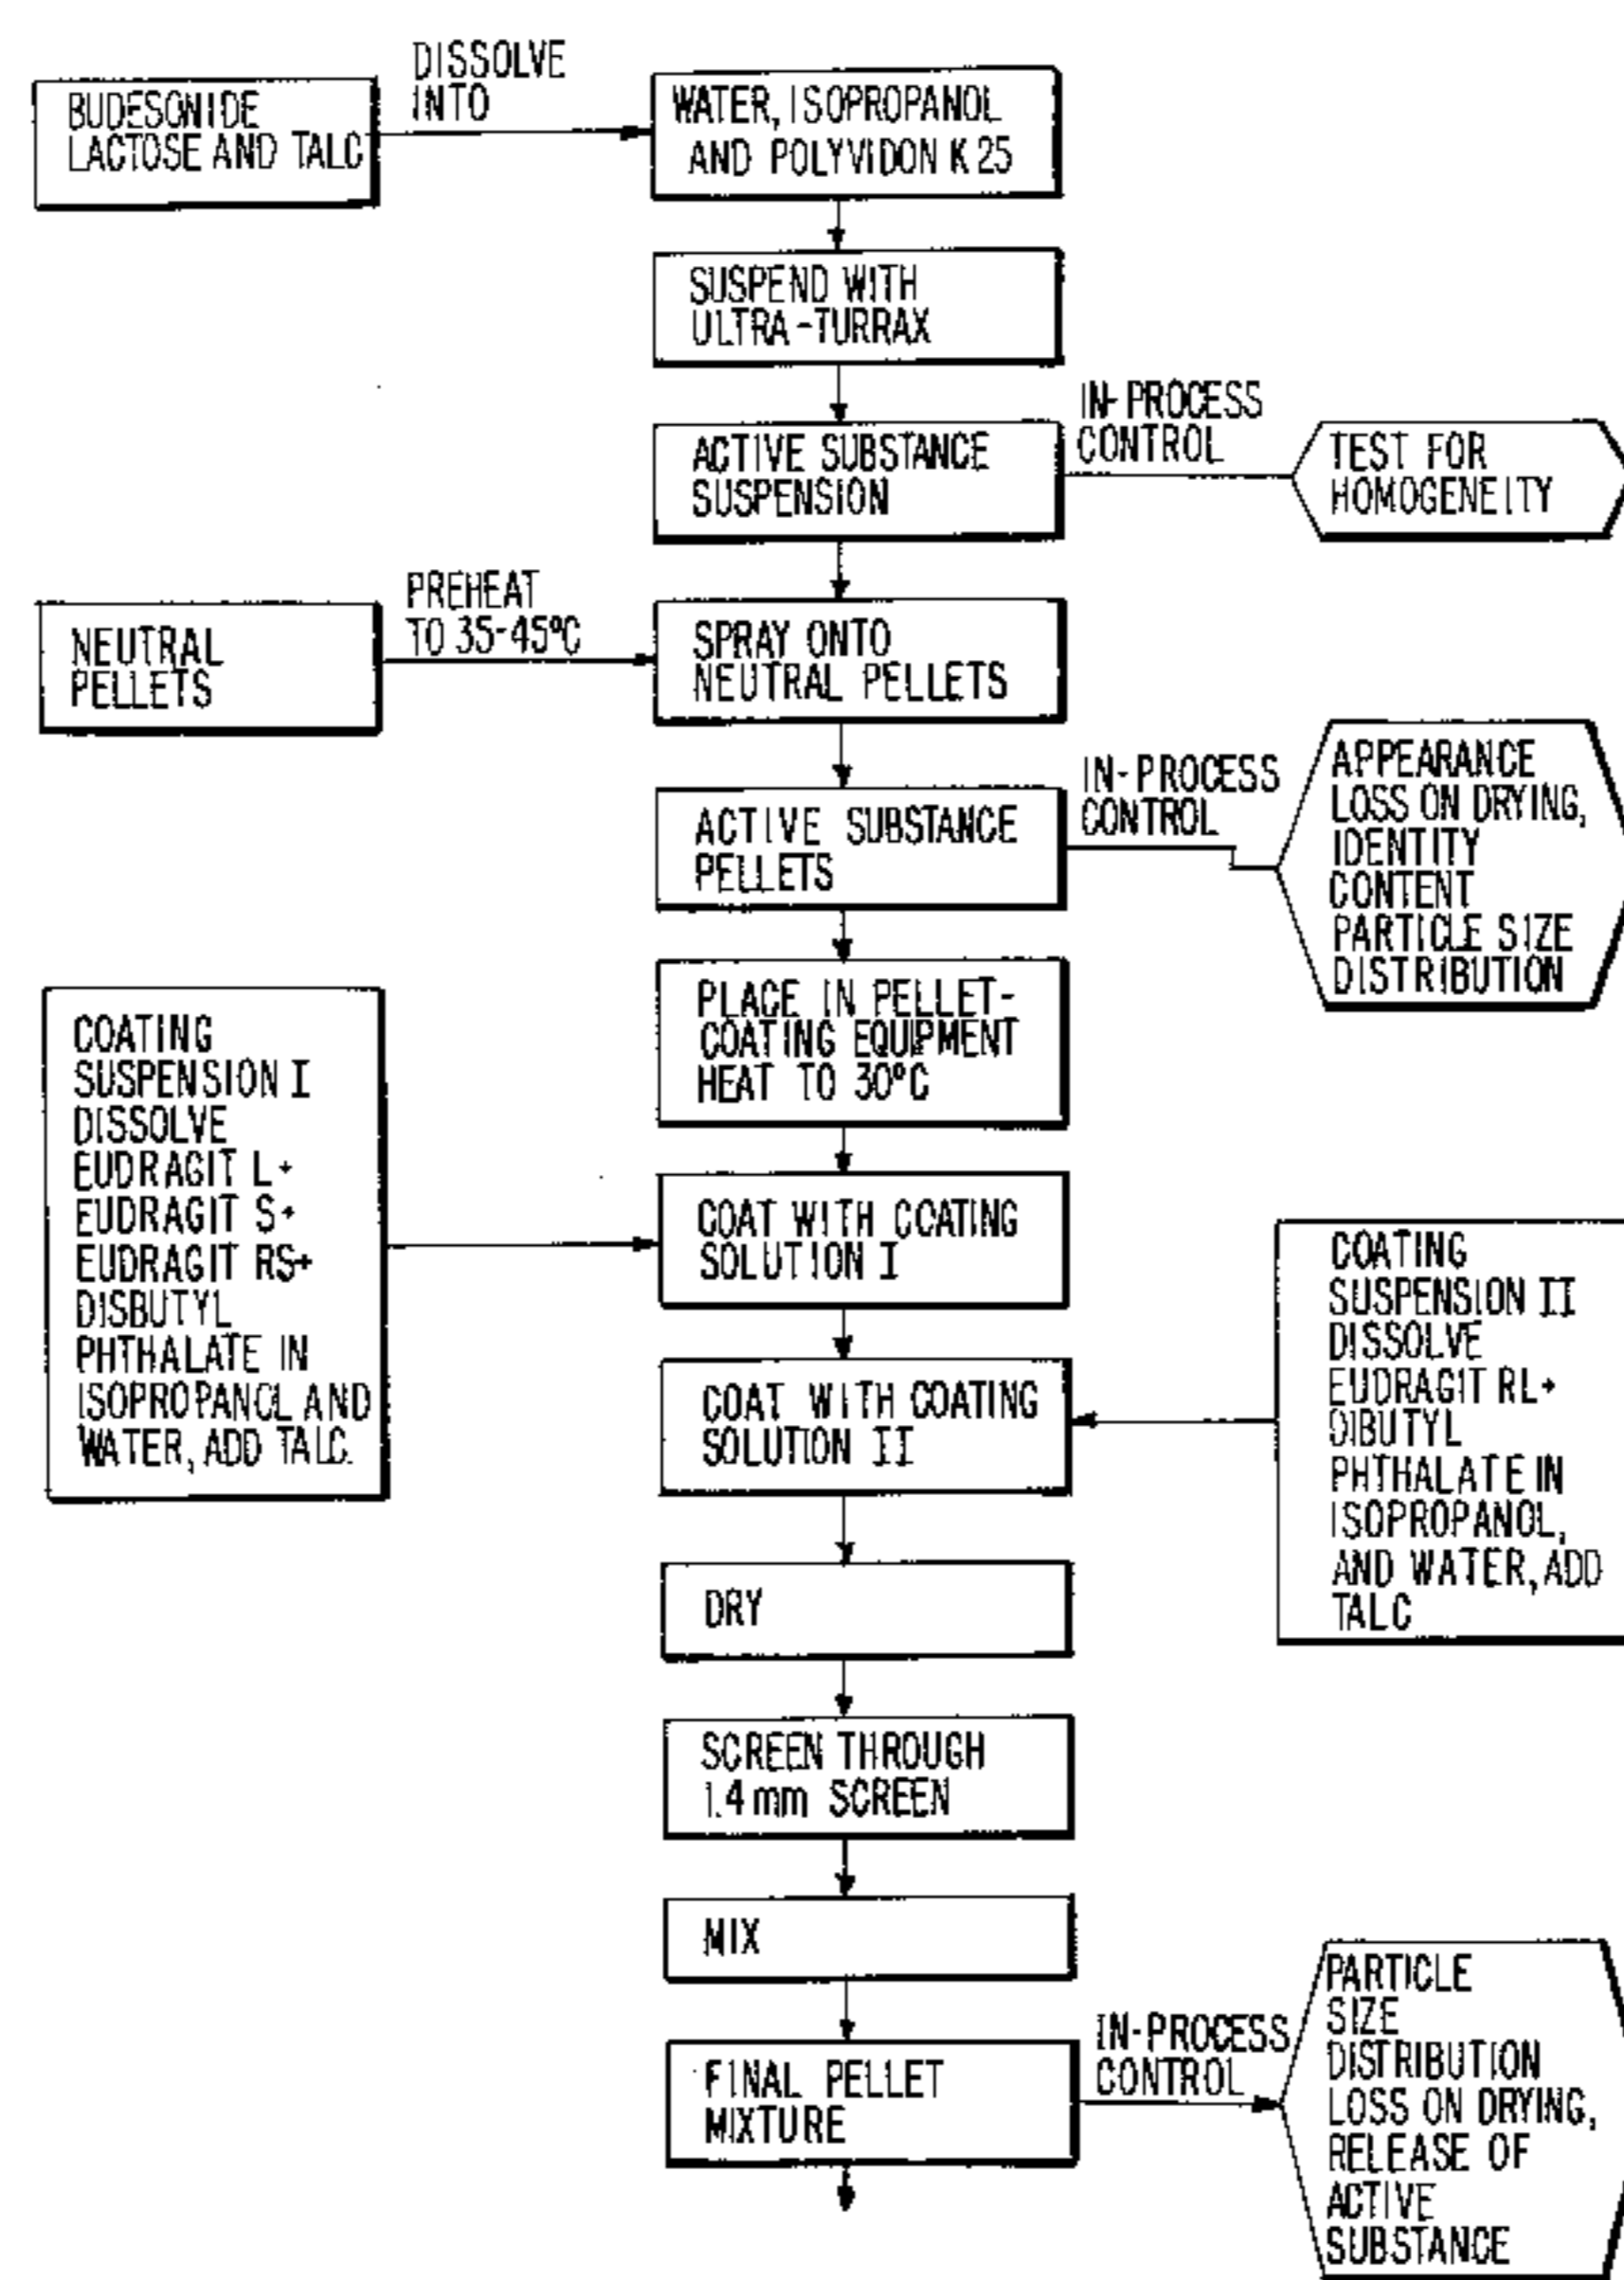 BUDESONIDE
LACTOSE AND TALC
DISSOLVE
INTO
WATER, ISOPROPANOL
AND POLYVIDON K 25
SUSPEND WITH
ULTRA-TURRAX
ACTIVE SUBSTANCE
SUSPENSION
IN-PROCESS
CONTROL
TEST FOR
HOMOGENEITY
NEUTRAL
PELLETS
PREHEAT
TO 35-45°C
SPRAY ONTO
NEUTRAL PELLETS
ACTIVE SUBSTANCE
PELLETS
IN-PROCESS
CONTROL
APPEARANCE
LOSS ON DRYING,
IDENTITY
CONTENT
PARTICLE SIZE
DISTRIBUTION
PLACE IN PELLET-
COATING EQUIPMENT
HEAT TO 30°C
COATING
SUSPENSION I
DISSOLVE
EUDRAGIT L+
EUDRAGIT S+
EUDRAGIT RS+
DISBUTYL
PHTHALATE IN
ISOPROPANOL AND
WATER, ADD TALC.
COAT WITH COATING
SOLUTION I
COAT WITH COATING
SOLUTION II
COATING
SUSPENSION II
DISSOLVE
EUDRAGIT RL+
DIBUTYL
PHTHALATE IN
ISOPROPANOL,
AND WATER, ADD
TALC
DRY
SCREEN THROUGH
1.4 mm SCREEN
MIX
FINAL PELLET
MIXTURE
IN-PROCESS
CONTROL
PARTICLE
SIZE
DISTRIBUTION
LOSS ON DRYING,
RELEASE OF
ACTIVE
SUBSTANCE